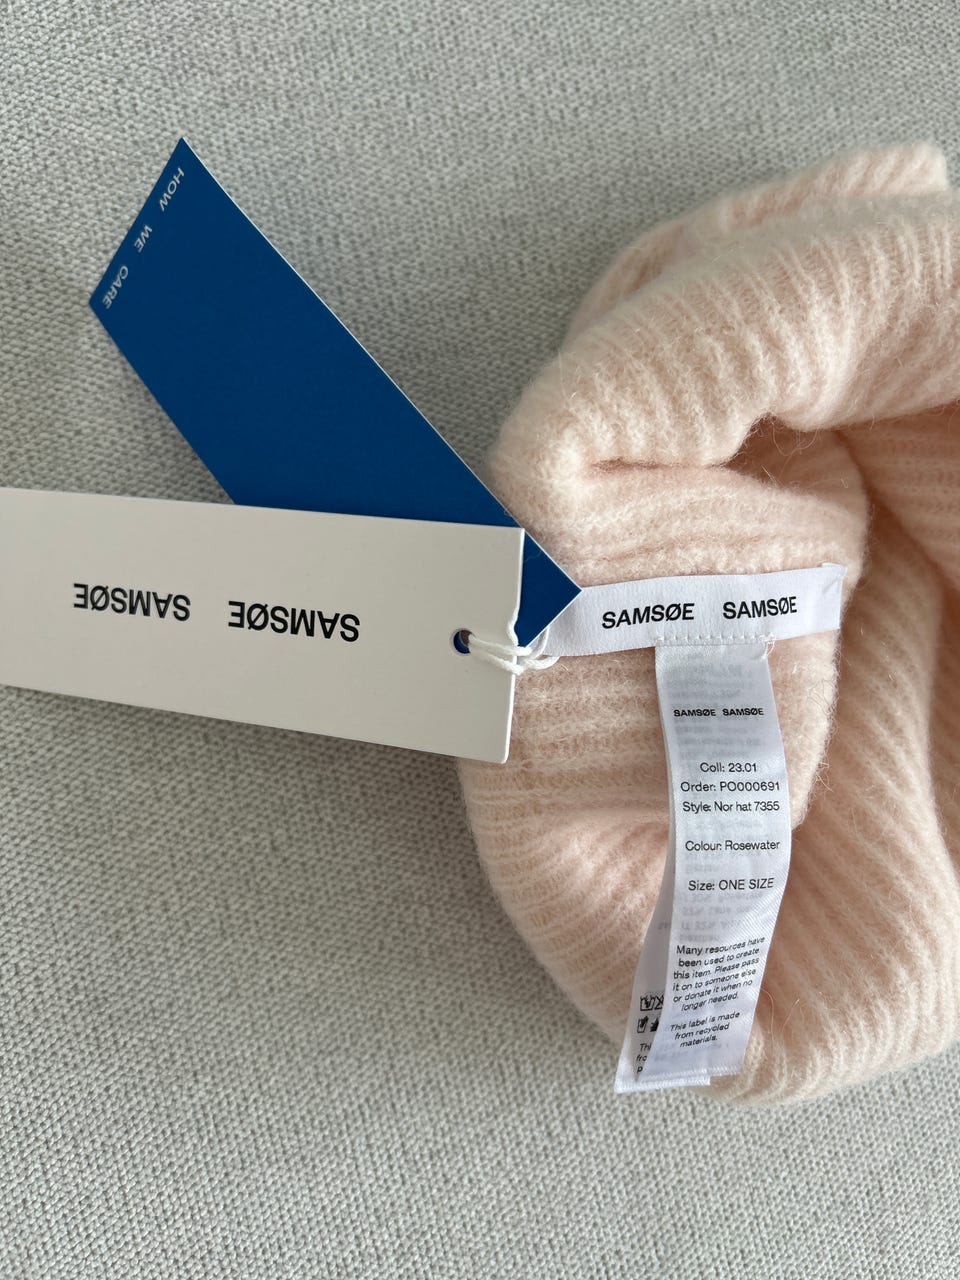 HOW WE CARE
SAMSØE SAMSØE
SAMSØE SAMSØE
SAMSØE SAMSØE
Coll: 23.01
Order: PO000691
Style: Nor hat 7355
Colour: Rosewater
Size: ONE SIZE
Many resources have
been used to create
this item. Please pass
it on to someone else
or donate it when no
longer needed.
This label is made
from recycled
materials.